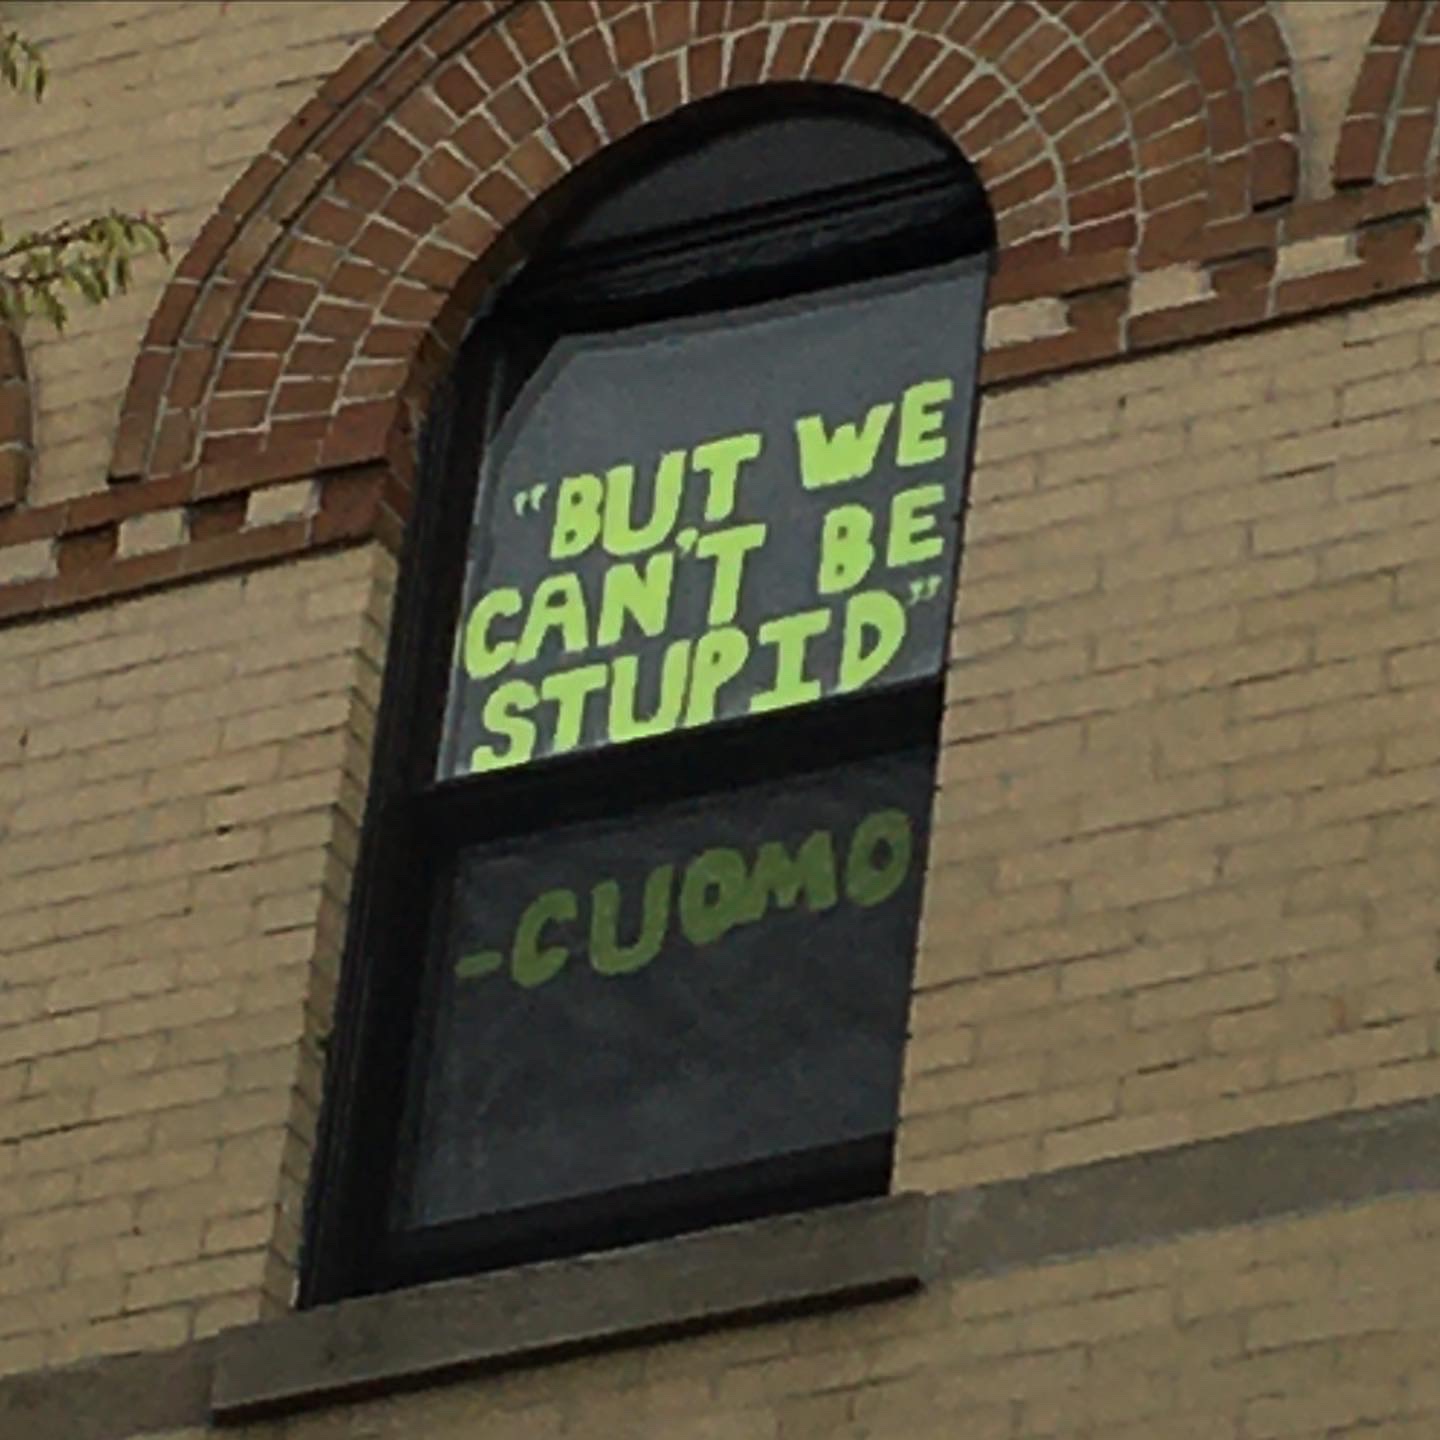 “BUT WE
CAN'T BE
STUPID”
-CUOMO